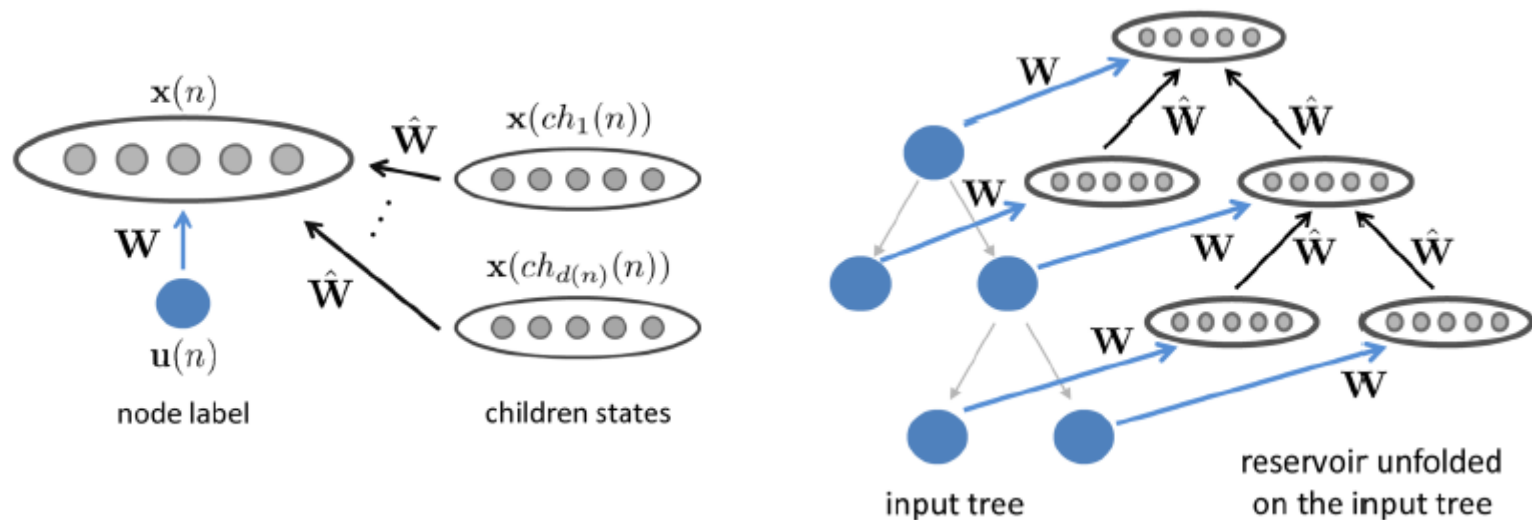 x(n)
Ŵ
x(ch₁(n))
W
Ŵ
x(ch_{d(n)}(n))
u(n)
node label
children states
W
Ŵ
Ŵ
W
W
Ŵ
Ŵ
W
W
input tree
reservoir unfolded
on the input tree